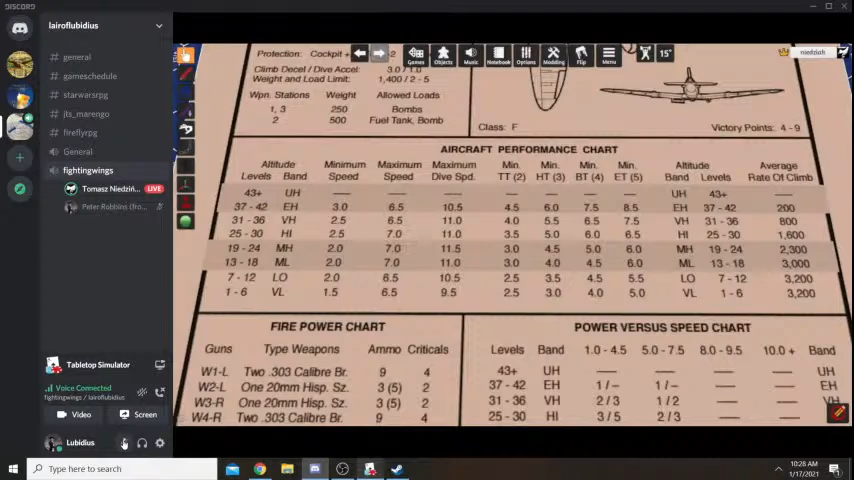 DISCORD
lairoflubidius
general
gameschedule
starwarsrpg
jts_marengo
fireflyrpg
General
fightingwings
Tomasz Niedziń... LIVE
Peter Robbins (fro...
Tabletop Simulator
Voice Connected
fightingwings / lairoflubidius
Video
Screen
Lubidius
Games
Objects
Music
Notebook
Options
Modding
Flip
Menu
15°
niedziuh
Protection: Cockpit +
Climb Decel / Dive Accel: 3.0 / 1.0
Weight and Load Limit: 1,400 / 2 - 5
Wpn. Stations Weight Allowed Loads
1, 3 250 Bombs
2 500 Fuel Tank, Bomb
Class: F
Victory Points: 4 - 9
AIRCRAFT PERFORMANCE CHART
Altitude Minimum Maximum Maximum Min. Min. Min. Min. Altitude Average
Levels Band Speed Speed Dive Spd. TT (2) HT (3) BT (4) ET (5) Band Levels Rate Of Climb
43+ UH — — — — — — — UH 43+ —
37 - 42 EH 3.0 6.5 10.5 4.5 6.0 7.5 8.5 EH 37 - 42 200
31 - 36 VH 2.5 6.5 11.0 4.0 5.5 6.5 7.5 VH 31 - 36 800
25 - 30 HI 2.5 7.0 11.0 3.5 5.0 6.0 6.5 HI 25 - 30 1,600
19 - 24 MH 2.0 7.0 11.5 3.0 4.5 5.0 6.0 MH 19 - 24 2,300
13 - 18 ML 2.0 7.0 11.0 3.0 4.0 4.5 6.0 ML 13 - 18 3,000
7 - 12 LO 2.0 6.5 10.5 2.5 3.5 4.5 5.5 LO 7 - 12 3,200
1 - 6 VL 1.5 6.5 9.5 2.5 3.0 4.0 5.0 VL 1 - 6 3,200
FIRE POWER CHART
Guns Type Weapons Ammo Criticals
W1-L Two .303 Calibre Br. 9 4
W2-L One 20mm Hisp. Sz. 3 (5) 2
W3-R One 20mm Hisp. Sz. 3 (5) 2
W4-R Two .303 Calibre Br. 9 4
POWER VERSUS SPEED CHART
Levels Band 1.0 - 4.5 5.0 - 7.5 8.0 - 9.5 10.0 + Band
43+ UH — — — — UH
37 - 42 EH 1 / – 1 / – — — EH
31 - 36 VH 2 / 3 1 / 2 — — VH
25 - 30 HI 3 / 5 2 / 3 — — HI
Type here to search
10:28 AM
1/17/2021